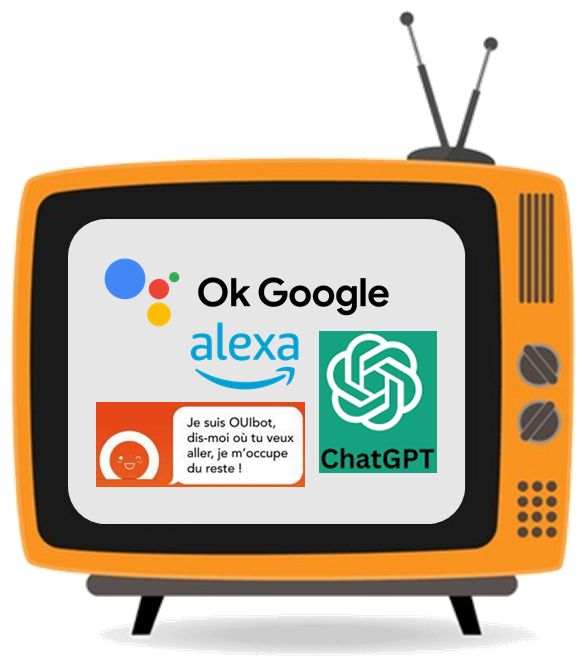 Ok Google
alexa
ChatGPT
Je suis OUIbot,
dis-moi où tu veux
aller, je m'occupe
du reste !